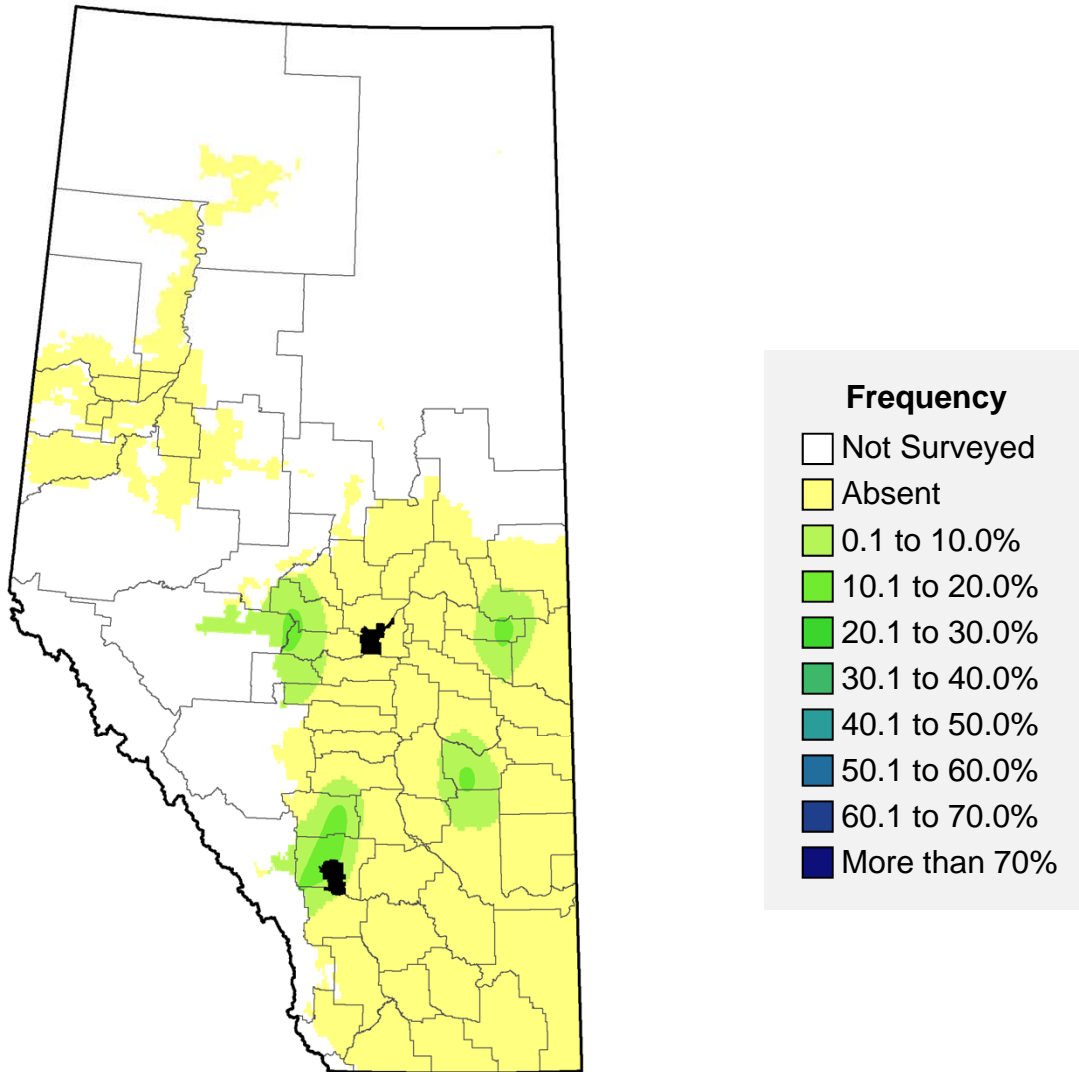 Frequency
Not Surveyed
Absent
0.1 to 10.0%
10.1 to 20.0%
20.1 to 30.0%
30.1 to 40.0%
40.1 to 50.0%
50.1 to 60.0%
60.1 to 70.0%
More than 70%